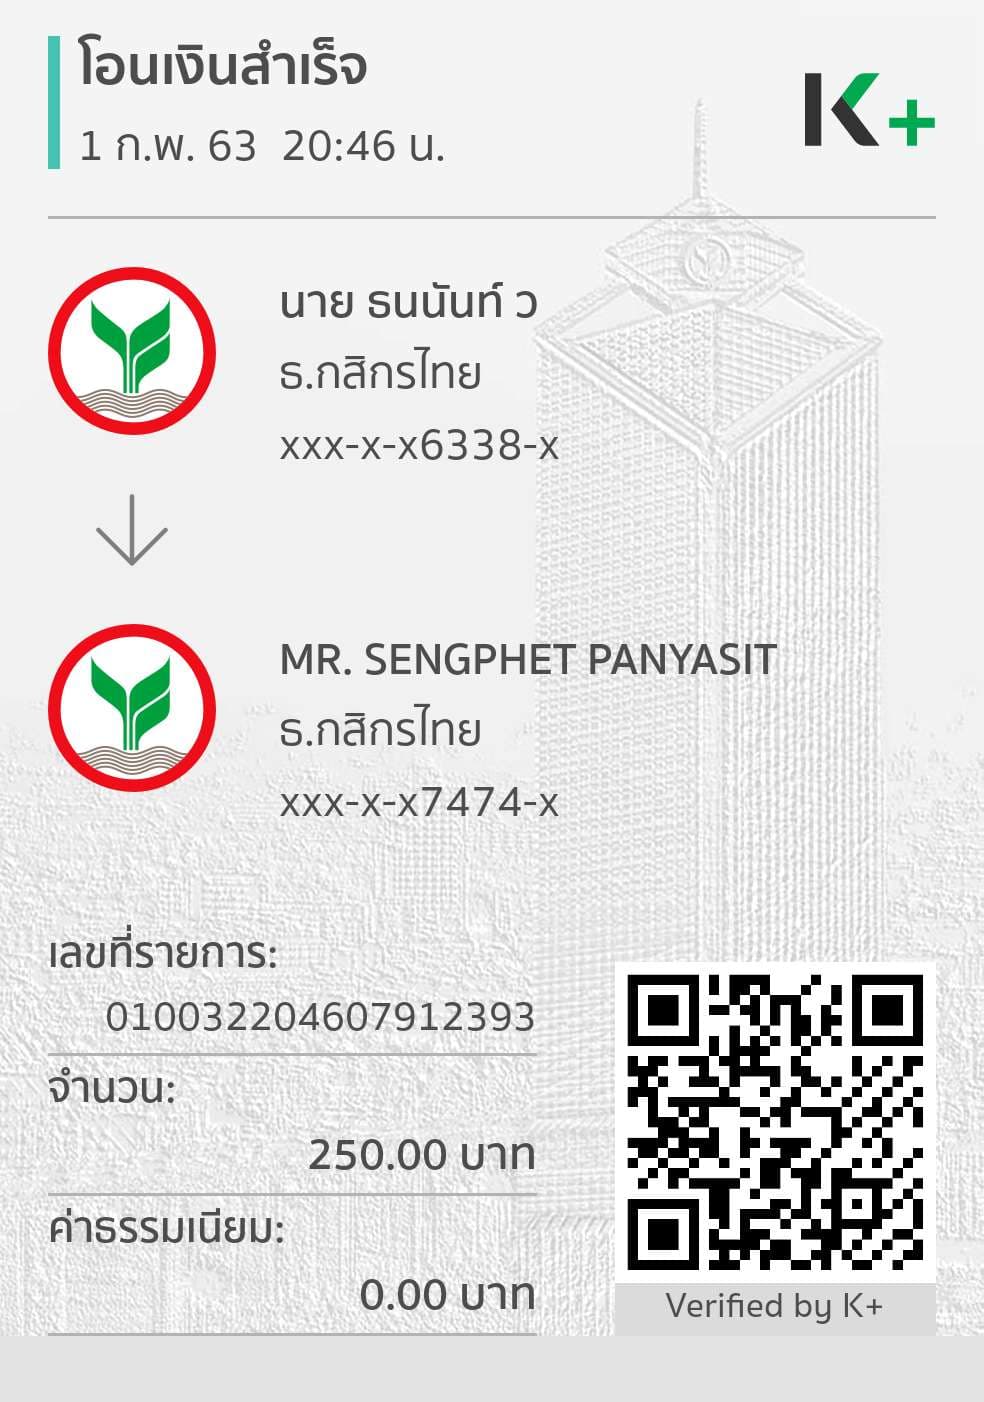 โอนเงินสำเร็จ
1 ก.พ. 63 20:46 น.
K+
นาย ธนนันท์ ว
ธ.กสิกรไทย
xxx-x-x6338-x
MR. SENGPHET PANYASIT
ธ.กสิกรไทย
xxx-x-x7474-x
เลขที่รายการ:
010032204607912393
จำนวน:
250.00 บาท
ค่าธรรมเนียม:
0.00 บาท
Verified by K+